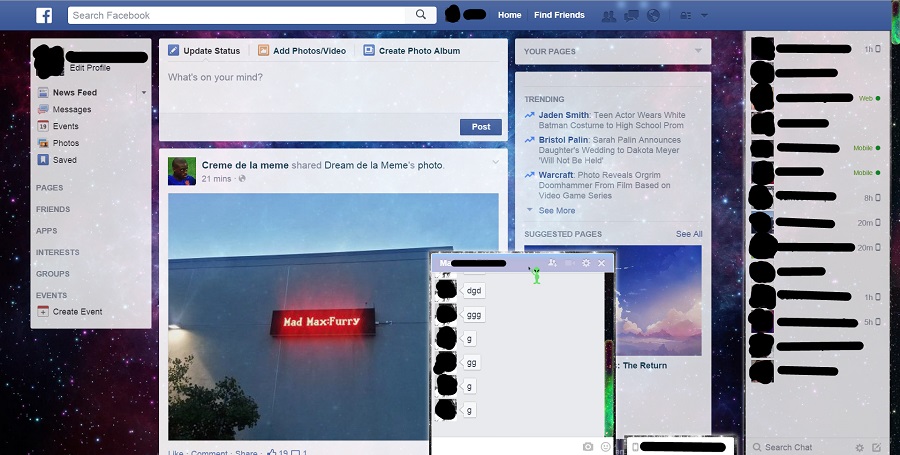 f
Search Facebook
Home
Find Friends
Edit Profile
News Feed
Messages
19 Events
Photos
Saved
PAGES
FRIENDS
APPS
INTERESTS
GROUPS
EVENTS
Create Event
Update Status
Add Photos/Video
Create Photo Album
What's on your mind?
Post
Creme de la meme shared Dream de la Meme's photo.
21 mins ·
Mad Max:Furry
Like · Comment · Share · 19 1
YOUR PAGES
TRENDING
Jaden Smith: Teen Actor Wears White
Batman Costume to High School Prom
Bristol Palin: Sarah Palin Announces
Daughter's Wedding to Dakota Meyer
'Will Not Be Held'
Warcraft: Photo Reveals Orgrim
Doomhammer From Film Based on
Video Game Series
See More
SUGGESTED PAGES
See All
: The Return
dgd
ggg
g
gg
g
g
1h
Web
Mobile
Mobile
8h
20m
20m
1h
5h
Search Chat